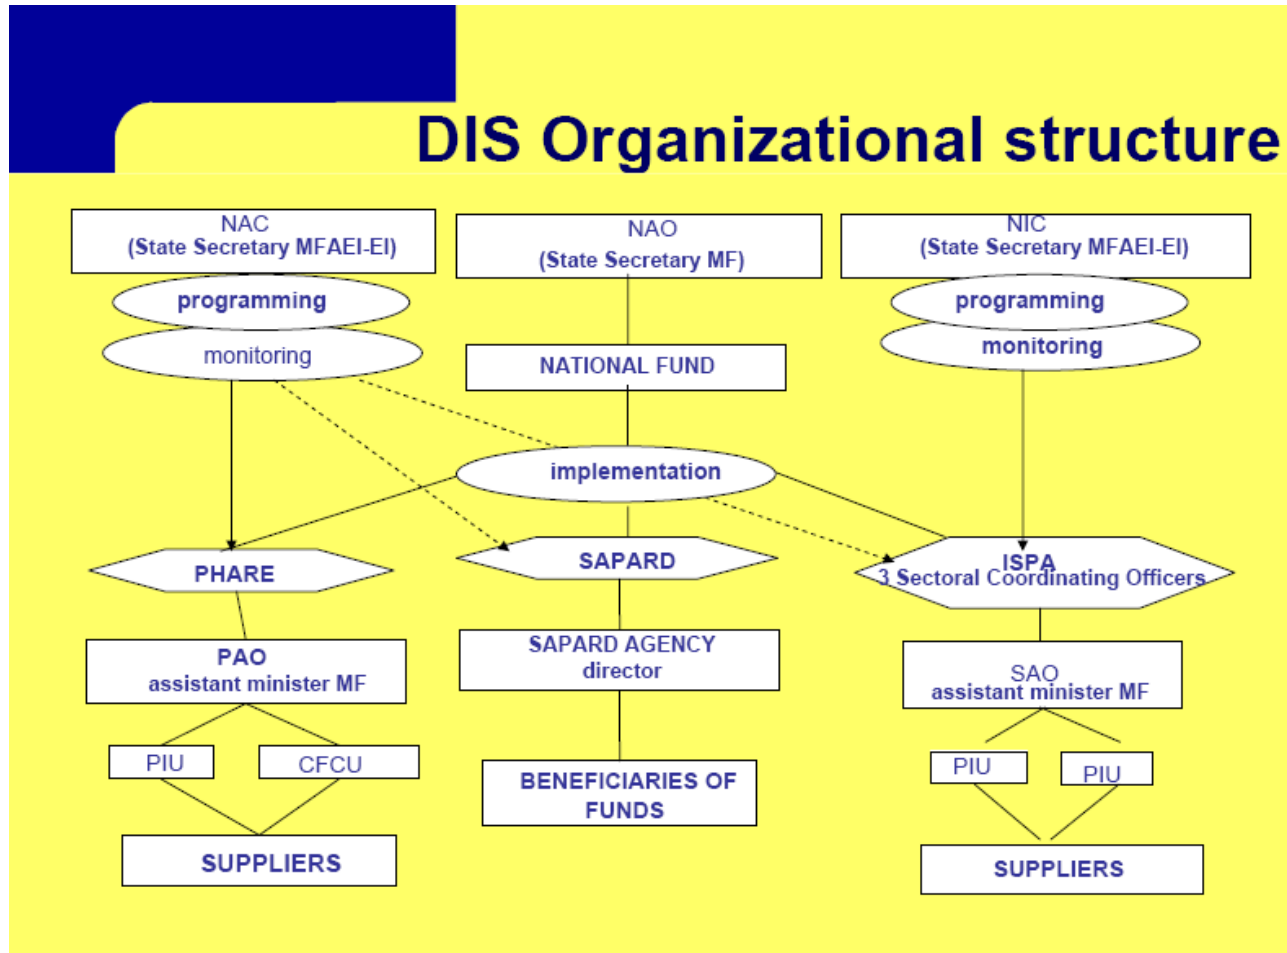 DIS Organizational structure
NAC
(State Secretary MFAEI-EI)
programming
monitoring
NAO
(State Secretary MF)
NATIONAL FUND
implementation
NIC
(State Secretary MFAEI-EI)
programming
monitoring
PHARE
PAO
assistant minister MF
PIU
CFCU
SUPPLIERS
SAPARD
SAPARD AGENCY
director
BENEFICIARIES OF
FUNDS
ISPA
3 Sectoral Coordinating Officers
SAO
assistant minister MF
PIU
PIU
SUPPLIERS